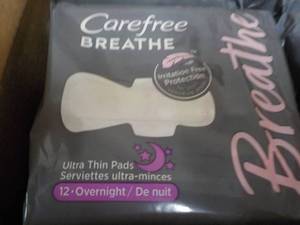 Carefree
BREATHE
Irritation Free
Protection
Breathe
Ultra Thin Pads
Serviettes ultra-minces
12 • Overnight / De nuit